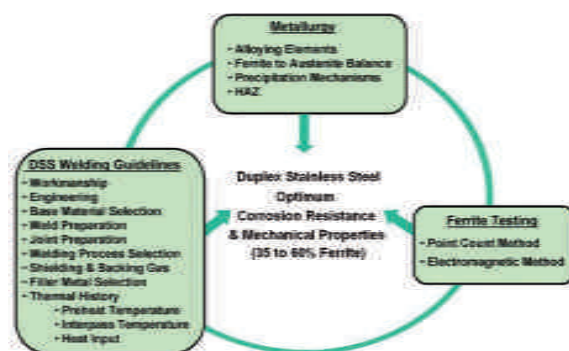 Metallurgy
• Alloying Elements
• Ferrite to Austenite Balance
• Precipitation Mechanisms
• HAZ
DSS Welding Guidelines
• Workmanship
• Engineering
• Base Material Selection
• Weld Preparation
• Joint Preparation
• Welding Process Selection
• Shielding & Backing Gas
• Filler Metal Selection
• Thermal History
• Preheat Temperature
• Interpass Temperature
• Heat Input
Duplex Stainless Steel
Optimum
Corrosion Resistance
& Mechanical Properties
(35 to 60% Ferrite)
Ferrite Testing
• Point Count Method
• Electromagnetic Method